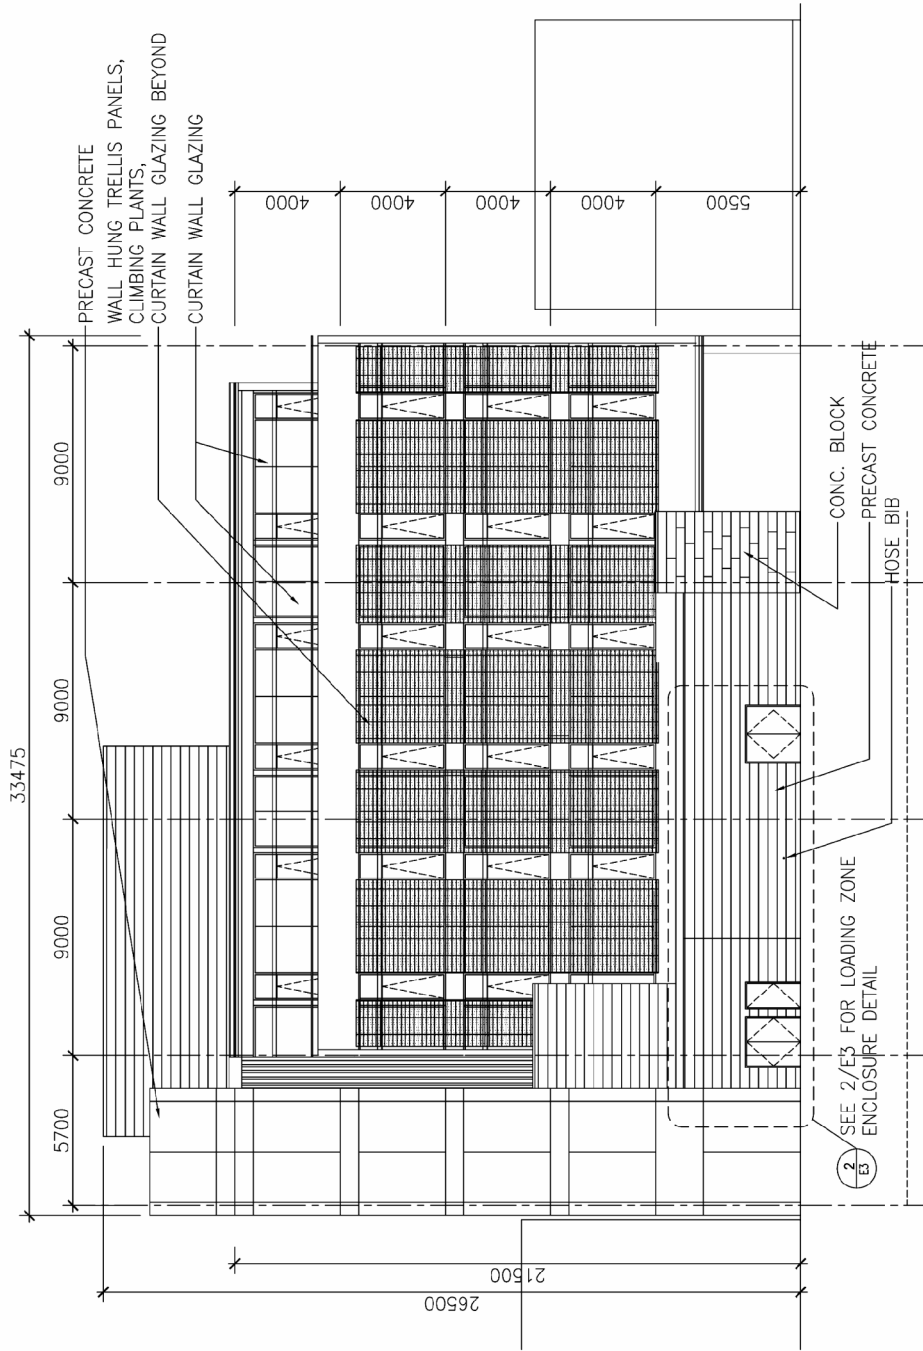 PRECAST CONCRETE
WALL HUNG TRELLIS PANELS,
CLIMBING PLANTS,
CURTAIN WALL GLAZING BEYOND
CURTAIN WALL GLAZING
33475
5700
9000
9000
9000
4000
4000
4000
4000
5500
26500
21500
CONC. BLOCK
PRECAST CONCRETE
HOSE BIB
2
E3
SEE 2/E3 FOR LOADING ZONE
ENCLOSURE DETAIL